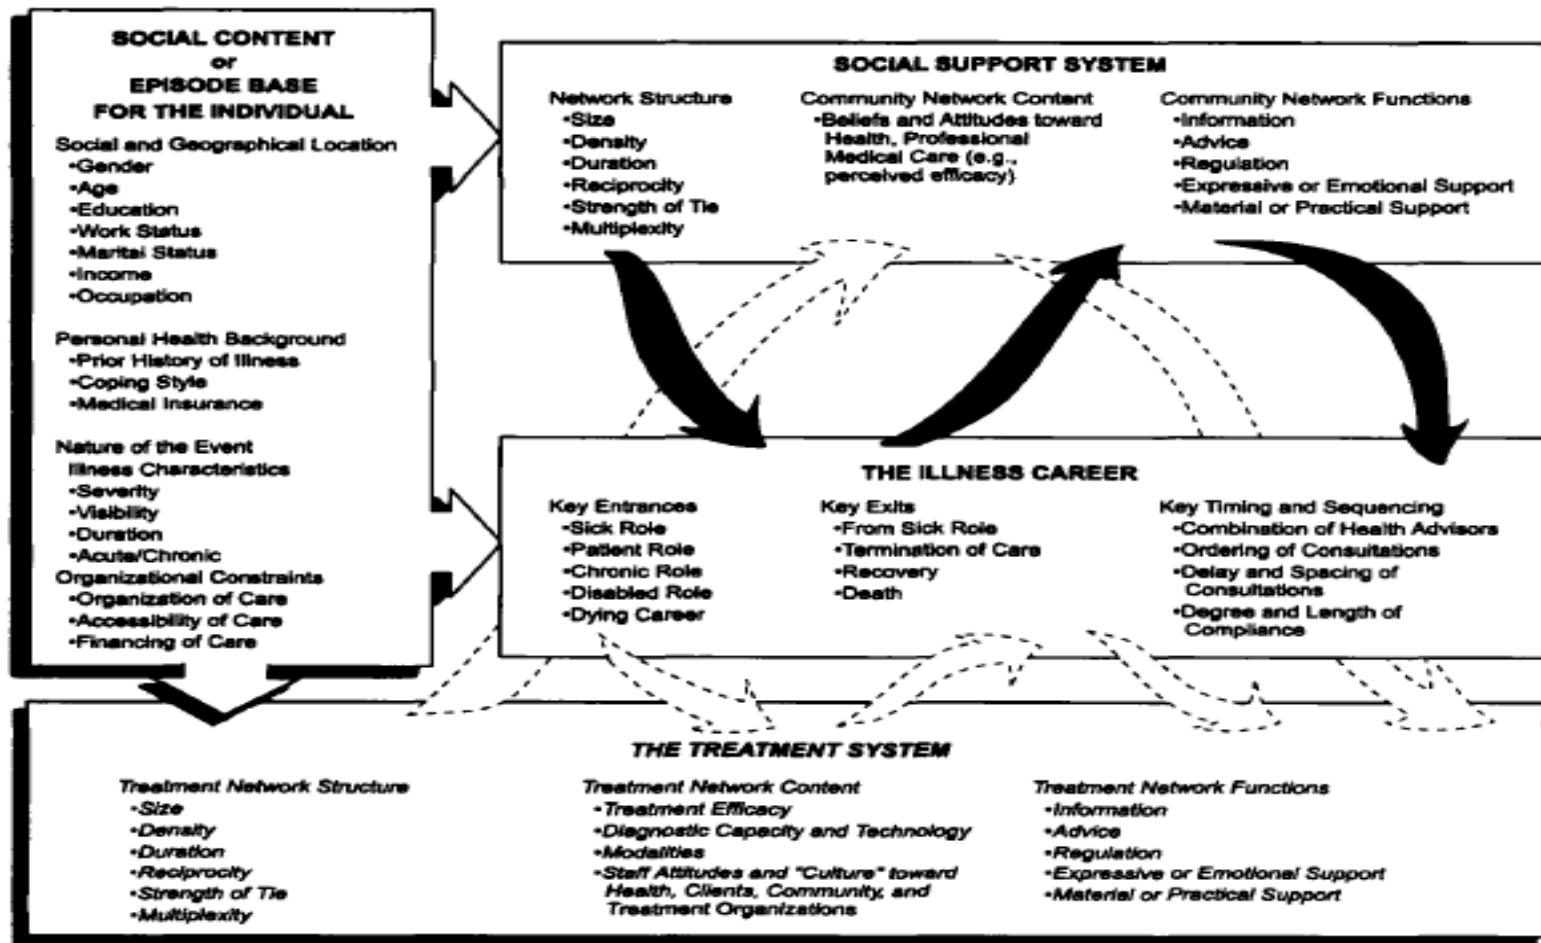 SOCIAL CONTENT
or
EPISODE BASE
FOR THE INDIVIDUAL
Social and Geographical Location
•Gender
•Age
•Education
•Work Status
•Marital Status
•Income
•Occupation
Personal Health Background
•Prior History of Illness
•Coping Style
•Medical Insurance
Nature of the Event
Illness Characteristics
•Severity
•Visibility
•Duration
•Acute/Chronic
Organizational Constraints
•Organization of Care
•Accessibility of Care
•Financing of Care
SOCIAL SUPPORT SYSTEM
Network Structure
•Size
•Density
•Duration
•Reciprocity
•Strength of Tie
•Multiplexity
Community Network Content
•Beliefs and Attitudes toward
Health, Professional
Medical Care (e.g.,
perceived efficacy)
Community Network Functions
•Information
•Advice
•Regulation
•Expressive or Emotional Support
•Material or Practical Support
THE ILLNESS CAREER
Key Entrances
•Sick Role
•Patient Role
•Chronic Role
•Disabled Role
•Dying Career
Key Exits
•From Sick Role
•Termination of Care
•Recovery
•Death
Key Timing and Sequencing
•Combination of Health Advisors
•Ordering of Consultations
•Delay and Spacing of
Consultations
•Degree and Length of
Compliance
THE TREATMENT SYSTEM
Treatment Network Structure
•Size
•Density
•Duration
•Reciprocity
•Strength of Tie
•Multiplexity
Treatment Network Content
•Treatment Efficacy
•Diagnostic Capacity and Technology
•Modalities
•Staff Attitudes and "Culture" toward
Health, Clients, Community, and
Treatment Organizations
Treatment Network Functions
•Information
•Advice
•Regulation
•Expressive or Emotional Support
•Material or Practical Support